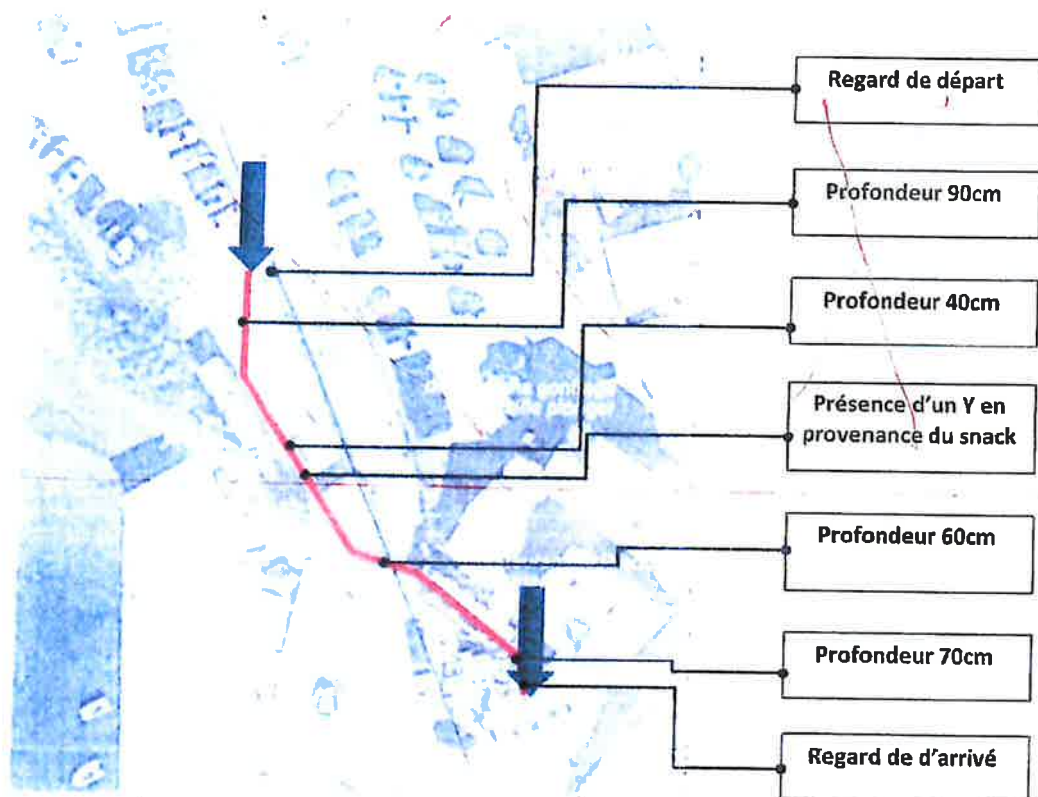 Regard de départ
Profondeur 90cm
Profondeur 40cm
Présence d'un Y en
provenance du snack
Profondeur 60cm
Profondeur 70cm
Regard de d'arrivé